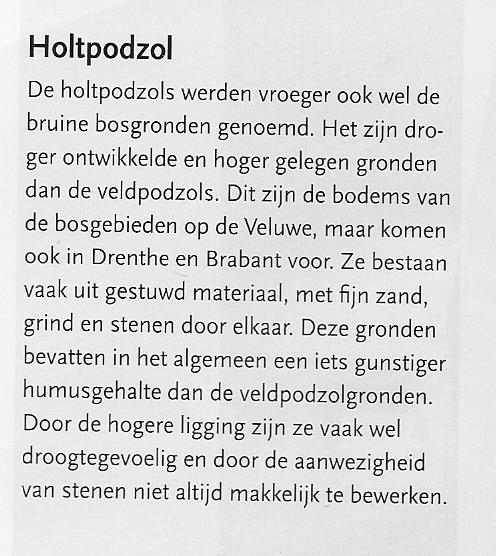 Holtpodzol
De holtpodzols werden vroeger ook wel de
bruine bosgronden genoemd. Het zijn dro-
ger ontwikkelde en hoger gelegen gronden
dan de veldpodzols. Dit zijn de bodems van
de bosgebieden op de Veluwe, maar komen
ook in Drenthe en Brabant voor. Ze bestaan
vaak uit gestuwd materiaal, met fijn zand,
grind en stenen door elkaar. Deze gronden
bevatten in het algemeen een iets gunstiger
humusgehalte dan de veldpodzolgronden.
Door de hogere ligging zijn ze vaak wel
droogtegevoelig en door de aanwezigheid
van stenen niet altijd makkelijk te bewerken.